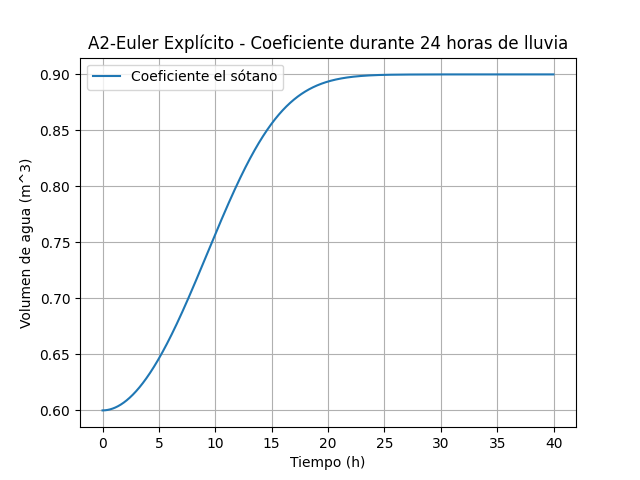 A2-Euler Explícito - Coeficiente durante 24 horas de lluvia
Coeficiente el sótano
Volumen de agua (m^3)
0.90
0.85
0.80
0.75
0.70
0.65
0.60
0 5 10 15 20 25 30 35 40
Tiempo (h)